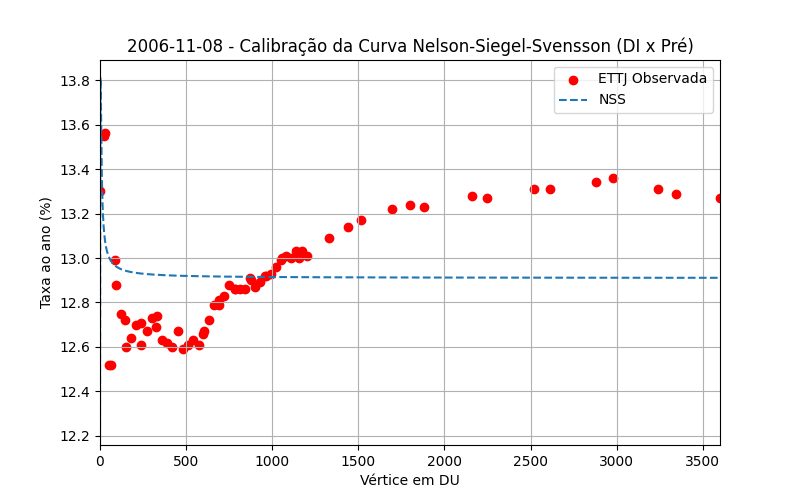 2006-11-08 - Calibração da Curva Nelson-Siegel-Svensson (DI x Pré)
ETTJ Observada
NSS
Taxa ao ano (%)
13.8
13.6
13.4
13.2
13.0
12.8
12.6
12.4
12.2
0 500 1000 1500 2000 2500 3000 3500
Vértice em DU